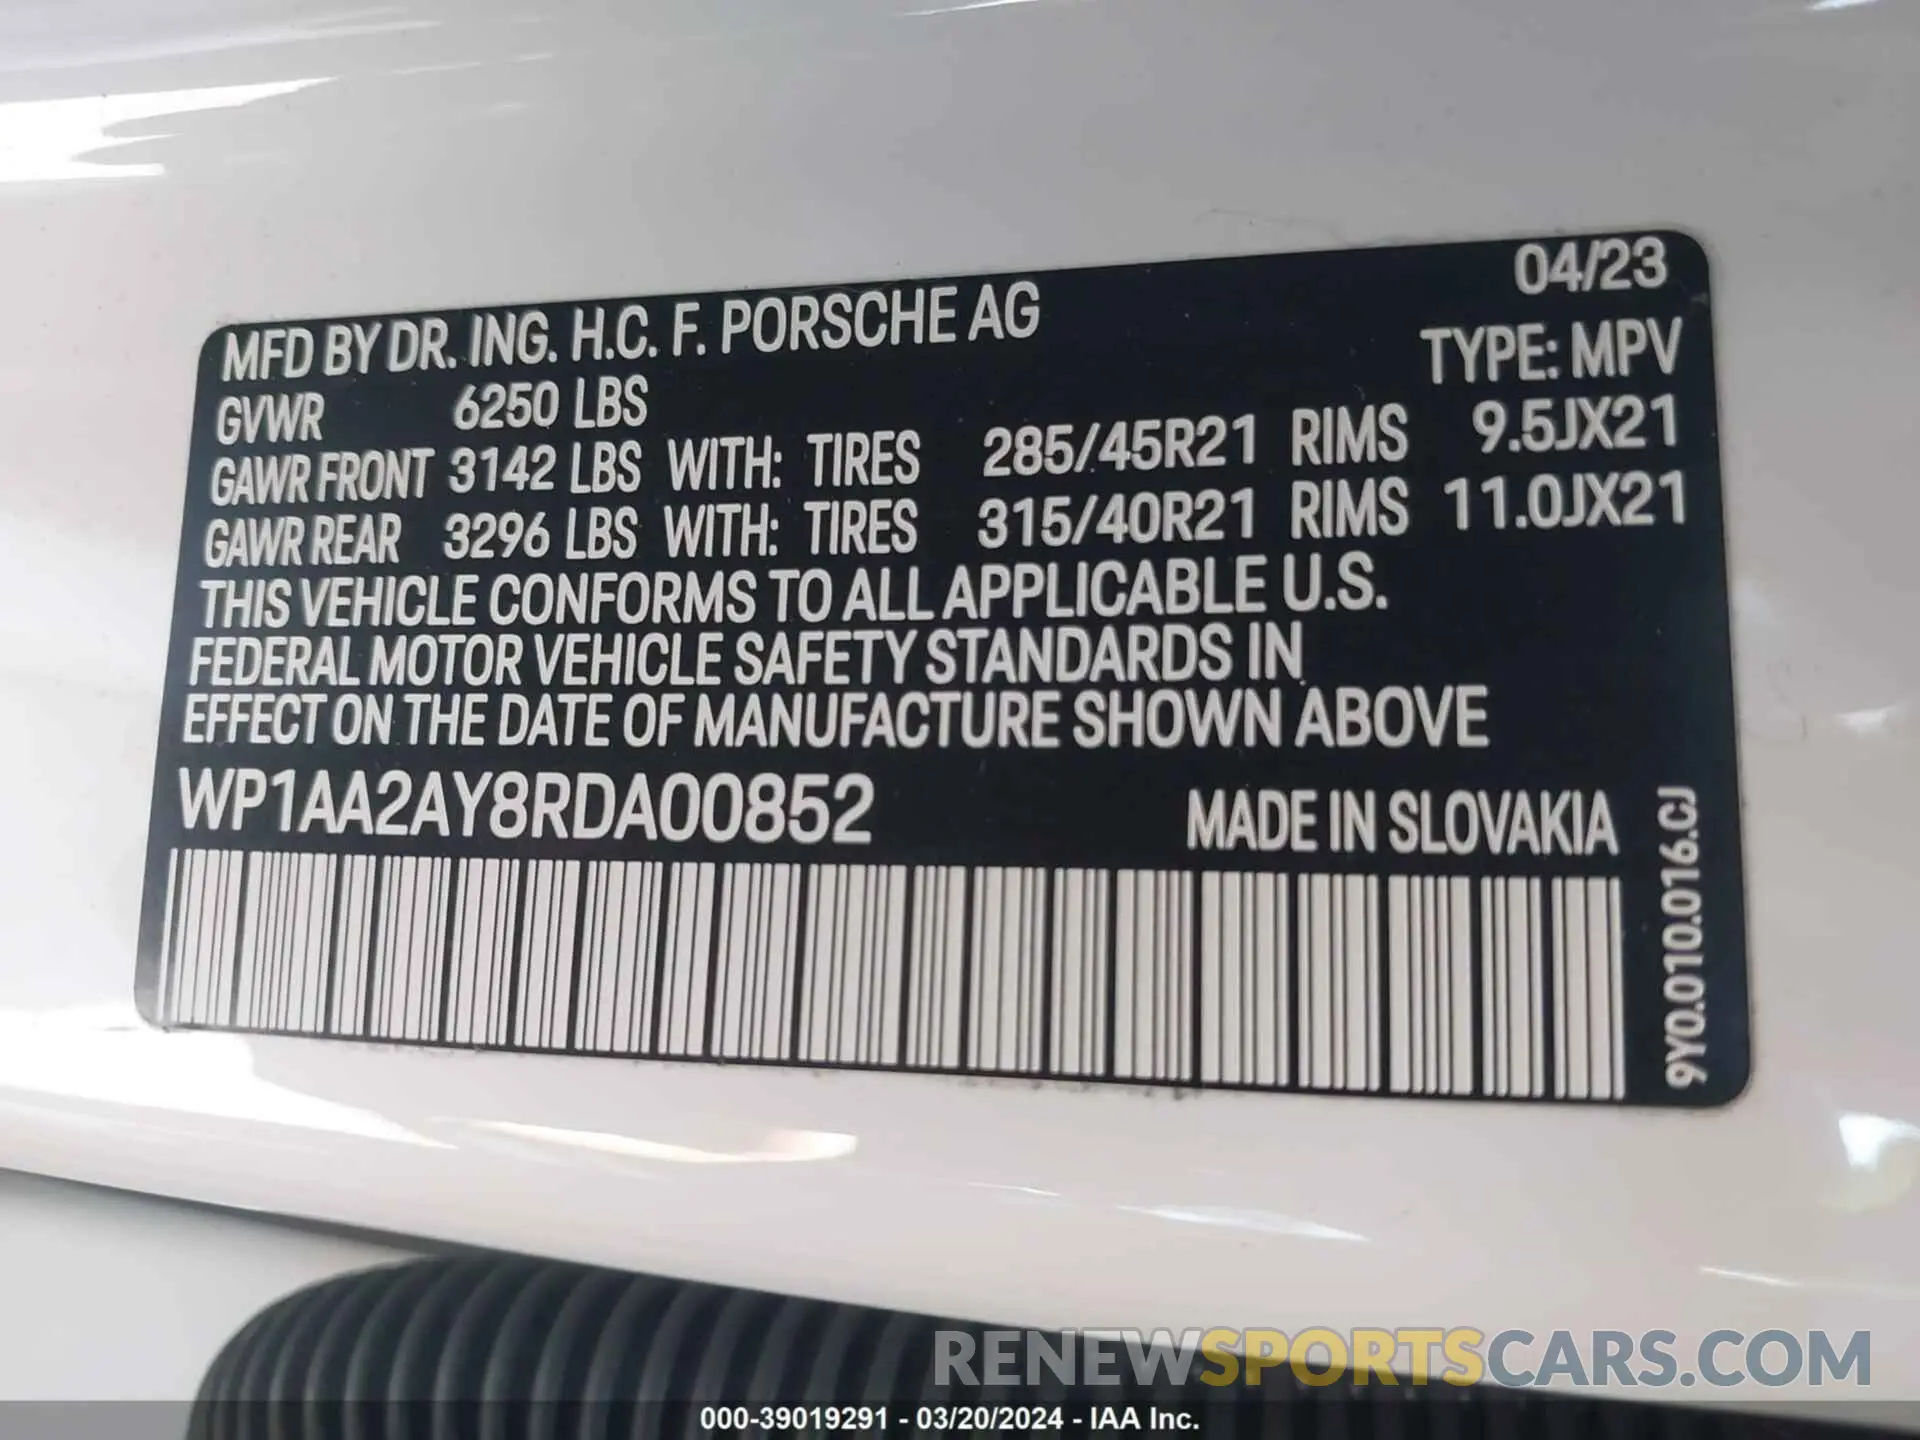 04/23
MFD BY DR. ING. H.C. F. PORSCHE AG
TYPE: MPV
GVWR 6250 LBS
GAWR FRONT 3142 LBS WITH: TIRES 285/45R21 RIMS 9.5JX21
GAWR REAR 3296 LBS WITH: TIRES 315/40R21 RIMS 11.0JX21
THIS VEHICLE CONFORMS TO ALL APPLICABLE U.S.
FEDERAL MOTOR VEHICLE SAFETY STANDARDS IN
EFFECT ON THE DATE OF MANUFACTURE SHOWN ABOVE
WP1AA2AY8RDA00852 MADE IN SLOVAKIA
9Y0.010.016.CJ
RENEWSPORTSCARS.COM
000-39019291 - 03/20/2024 - IAA Inc.